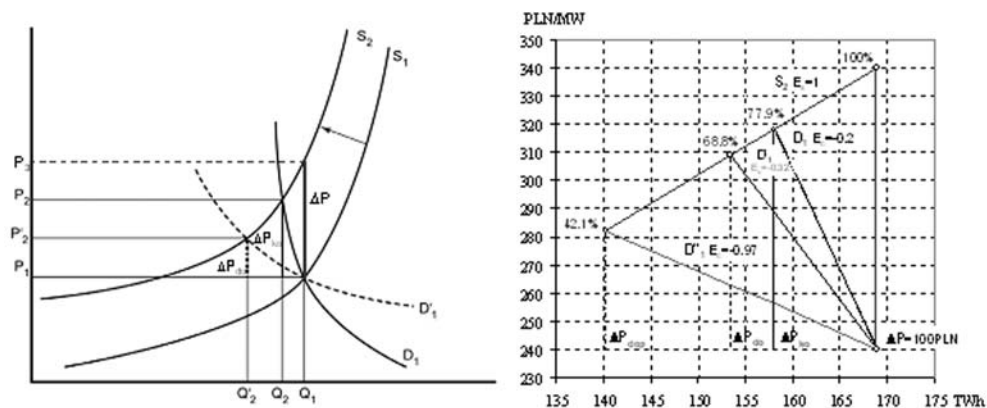 S₂
S₁
P₃
P₂
P'₂
P₁
ΔP
ΔP
ΔP
D'₁
D₁
Q'₂
Q₂
Q₁
PLN/MW
350
340
330
320
310
300
290
280
270
260
250
240
230
100%
S₂ E =1
77.9%
D₁ E =-0.2
68.8%
D'₁
42.1%
D''₁ E =-0.97
▲P
▲P
▲P
▲P=100PLN
135
140
145
150
155
160
165
170
175 TWh